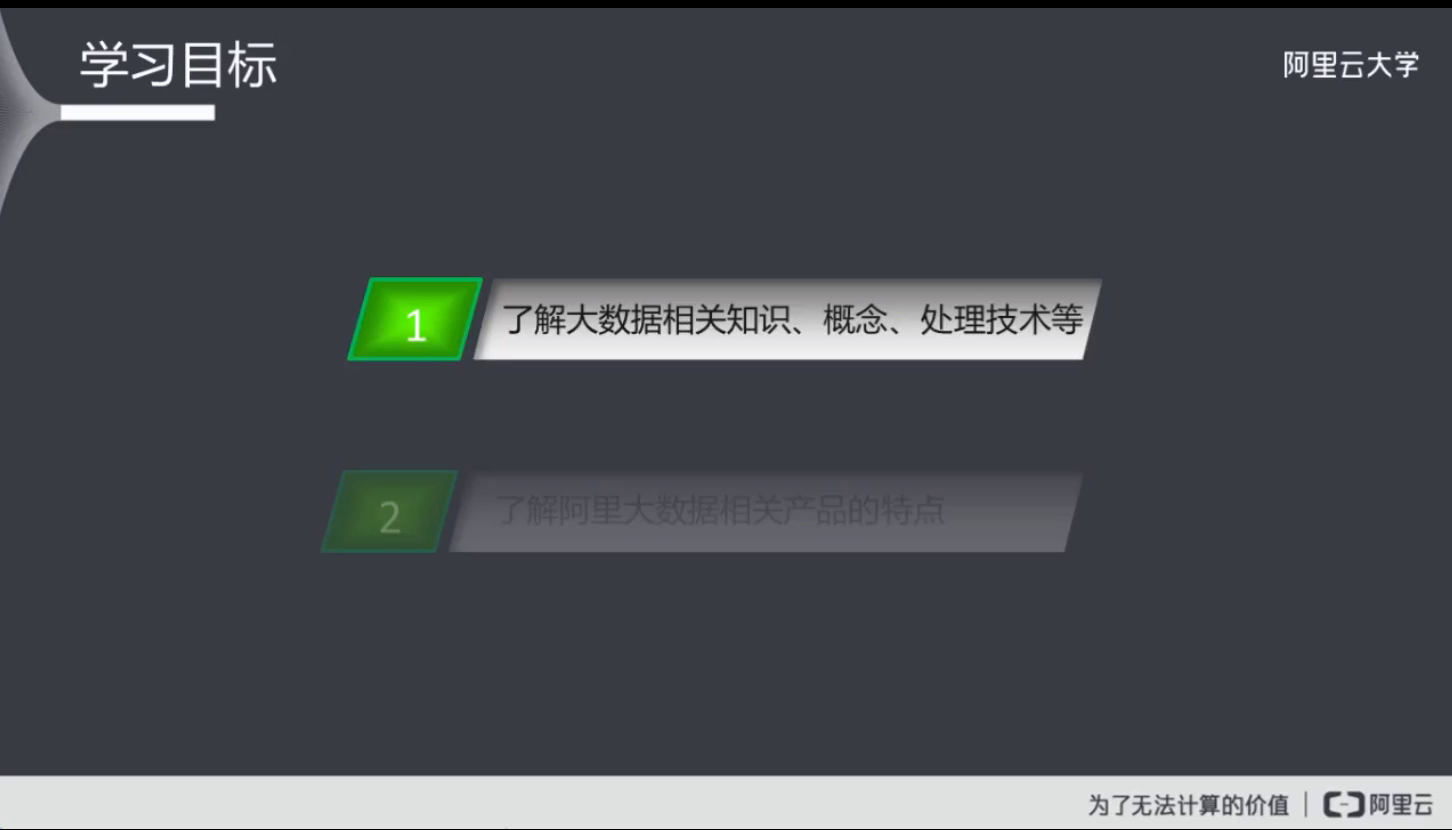 学习目标
阿里云大学
1
了解大数据相关知识、概念、处理技术等
2
了解阿里大数据相关产品的特点
为了无法计算的价值 | 阿里云